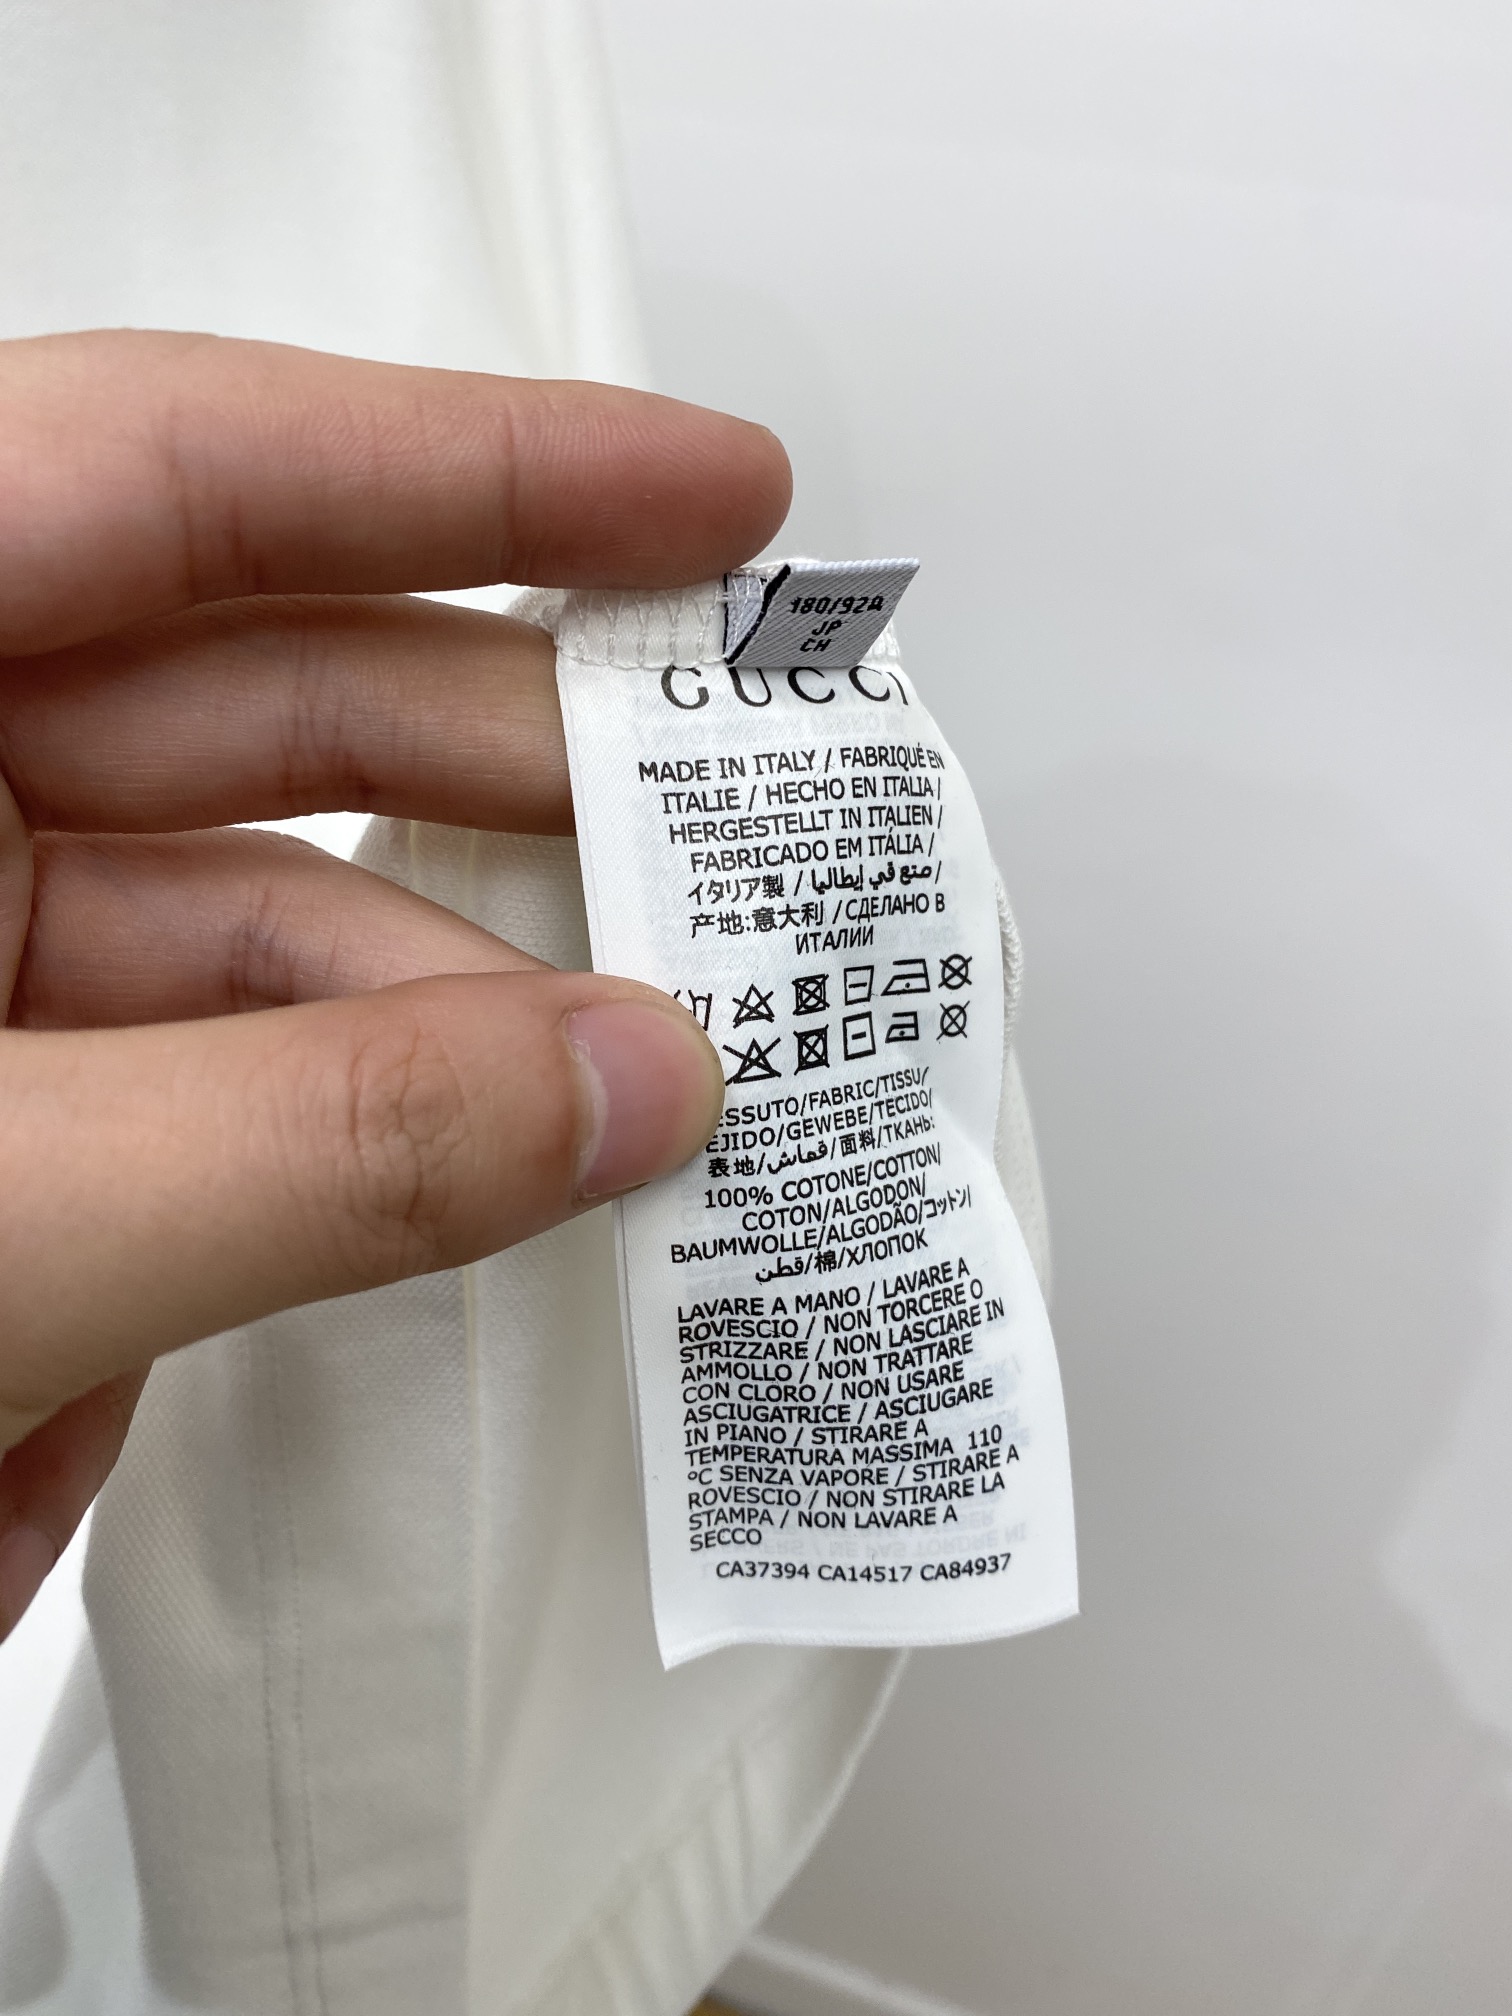 180/92A
JP
CH
GUCCI
MADE IN ITALY / FABRIQUÉ EN
ITALIE / HECHO EN ITALIA /
HERGESTELLT IN ITALIEN /
FABRICADO EM ITÁLIA /
イタリア製 / صنع في إيطاليا /
产地:意大利 / СДЕЛАНО В
ИТАЛИИ
ESSUTO/FABRIC/TISSU/
EJIDO/GEWEBE/TECIDO/
表地/قماش/面料/ТКАНЬ:
100% COTONE/COTTON/
COTON/ALGODON/
BAUMWOLLE/ALGODÃO/コットン/
قطن/棉/ХЛОПОК
LAVARE A MANO / LAVARE A
ROVESCIO / NON TORCERE O
STRIZZARE / NON LASCIARE IN
AMMOLLO / NON TRATTARE
CON CLORO / NON USARE
ASCIUGATRICE / ASCIUGARE
IN PIANO / STIRARE A
TEMPERATURA MASSIMA 110
°C SENZA VAPORE / STIRARE A
ROVESCIO / NON STIRARE LA
STAMPA / NON LAVARE A
SECCO
CA37394 CA14517 CA84937